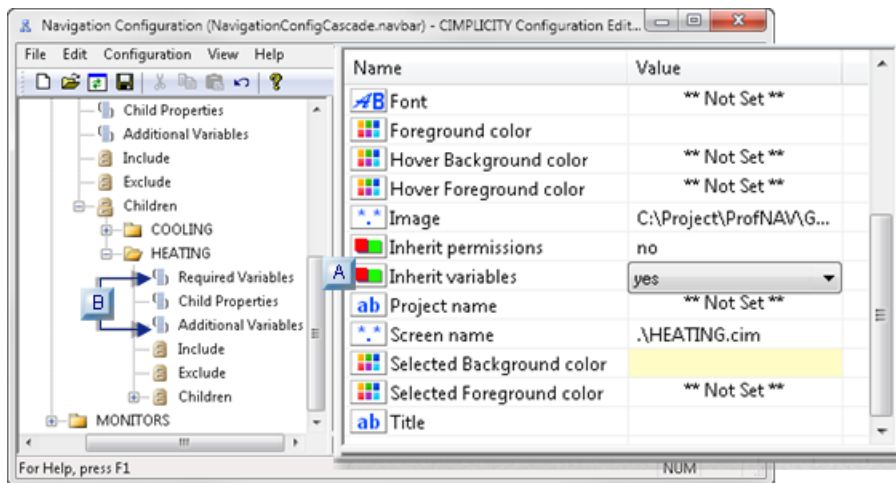 Navigation Configuration (NavigationConfigCascade.navbar) - CIMPLICITY Configuration Edit...
File Edit Configuration View Help
Child Properties
Additional Variables
Include
Exclude
Children
COOLING
HEATING
Required Variables
Child Properties
Additional Variables
Include
Exclude
Children
MONITORS
B
A
Name Value
AB Font ** Not Set **
Foreground color
Hover Background color ** Not Set **
Hover Foreground color ** Not Set **
*.* Image C:\Project\ProfNAV\G...
Inherit permissions no
Inherit variables yes
ab Project name ** Not Set **
*.* Screen name .\HEATING.cim
Selected Background color
Selected Foreground color ** Not Set **
ab Title
For Help, press F1 NUM